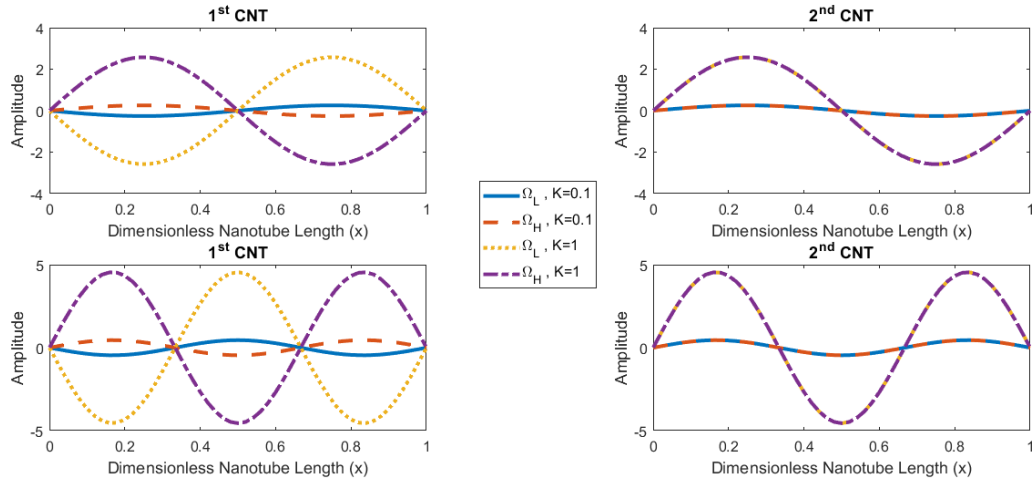 1st CNT
4
2
0
-2
-4
Amplitude
0 0.2 0.4 0.6 0.8 1
Dimensionless Nanotube Length (x)
2nd CNT
4
2
0
-2
-4
Amplitude
0 0.2 0.4 0.6 0.8 1
Dimensionless Nanotube Length (x)
Ω_L , K=0.1
Ω_H , K=0.1
Ω_L , K=1
Ω_H , K=1
1st CNT
5
0
-5
Amplitude
0 0.2 0.4 0.6 0.8 1
Dimensionless Nanotube Length (x)
2nd CNT
5
0
-5
Amplitude
0 0.2 0.4 0.6 0.8 1
Dimensionless Nanotube Length (x)